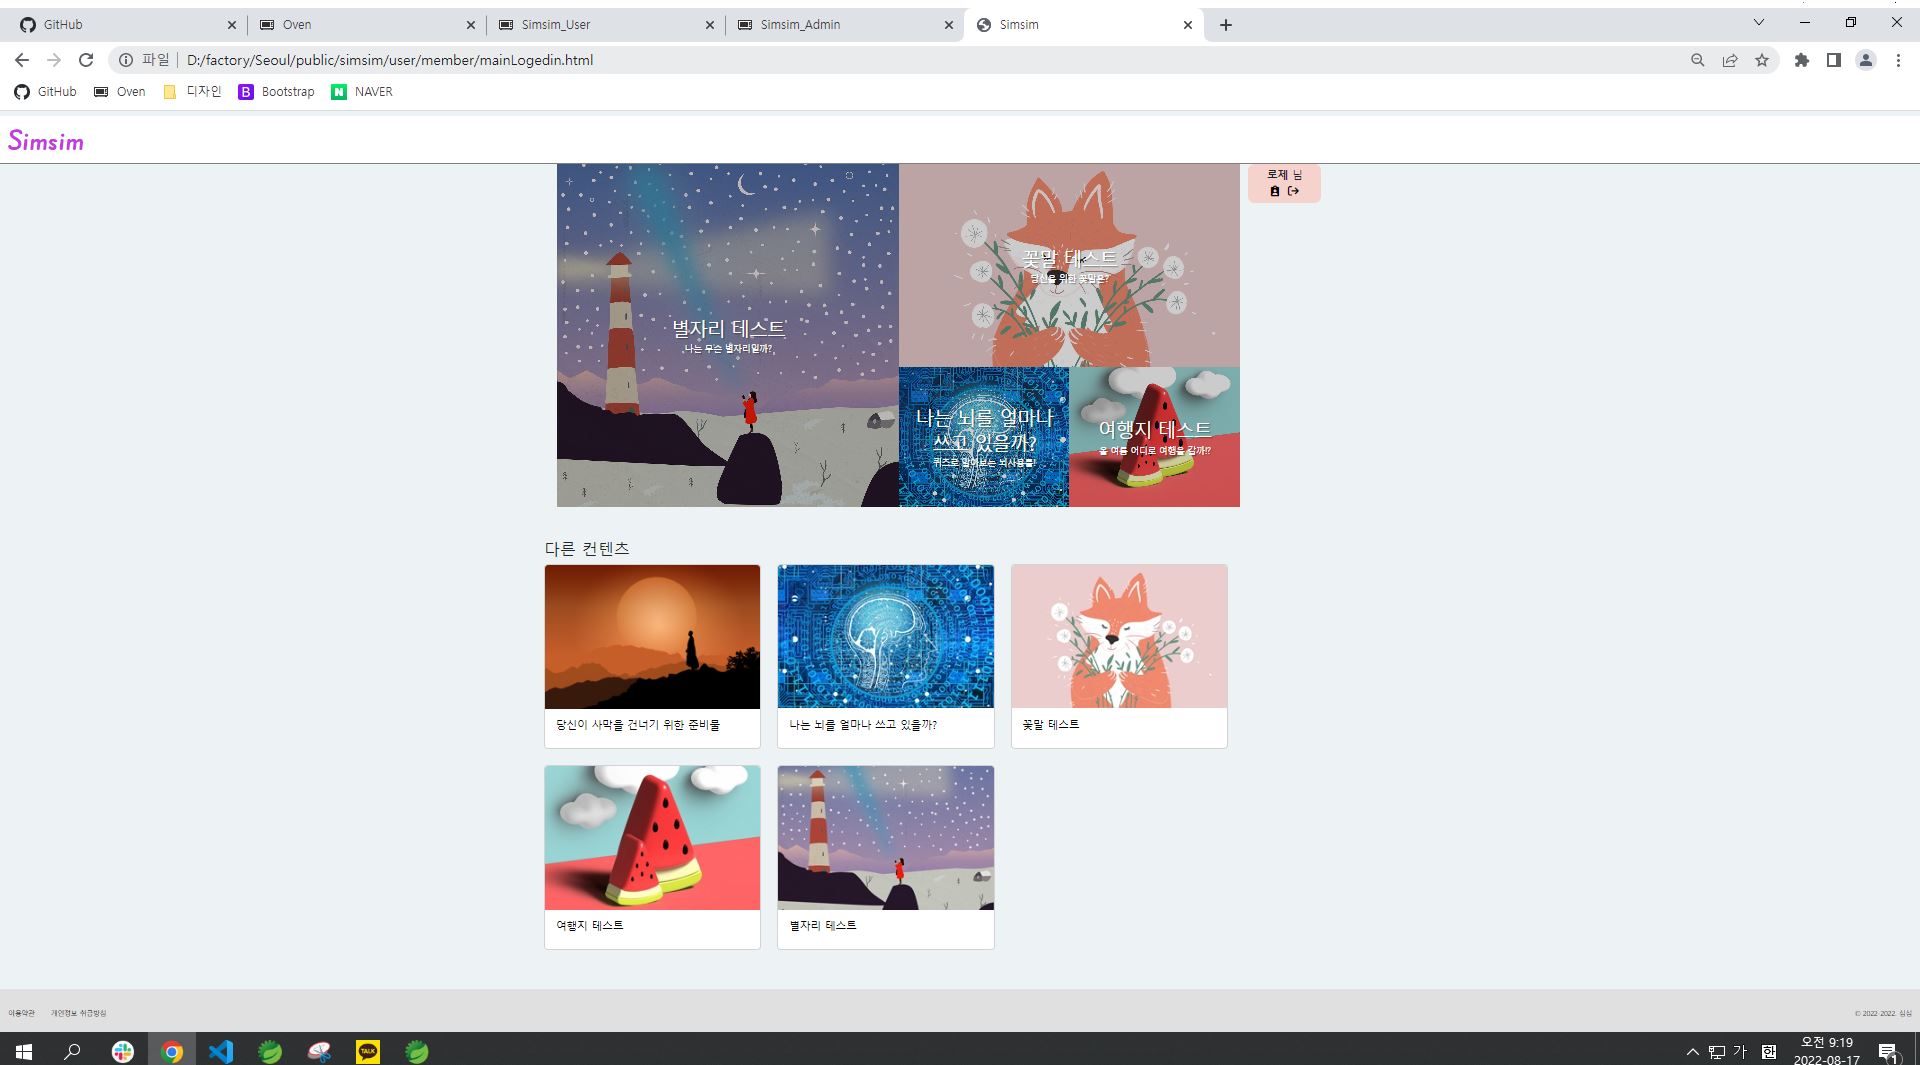 GitHub
Oven
Simsim_User
Simsim_Admin
Simsim
파일
D:/factory/Seoul/public/simsim/user/member/mainLogedin.html
GitHub
Oven
디자인
Bootstrap
NAVER
Simsim
로제 님
별자리 테스트
나는 무슨 별자리일까?
꽃말 테스트
당신을 위한 꽃말은?
나는 뇌를 얼마나
쓰고 있을까?
퀴즈로 알아보는 뇌사용률!
여행지 테스트
올 여름 어디로 여행을 갈까!?
다른 컨텐츠
당신이 사막을 건너기 위한 준비물
나는 뇌를 얼마나 쓰고 있을까?
꽃말 테스트
여행지 테스트
별자리 테스트
이용약관
개인정보 취급방침
© 2022-2022. 심심
TALK
가
한
오전 9:19
2022-08-17
1